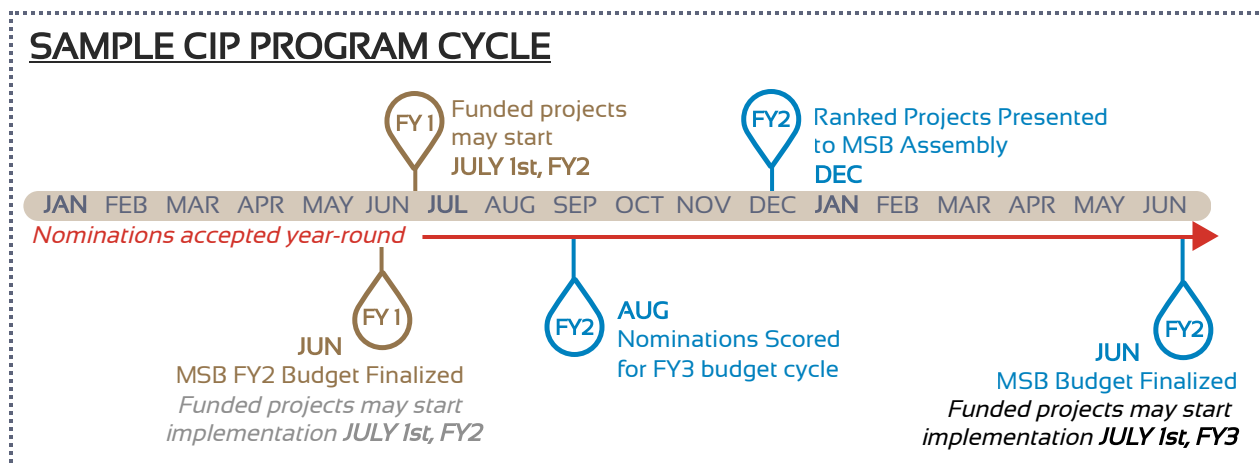 SAMPLE CIP PROGRAM CYCLE
FY 1
Funded projects
may start
JULY 1st, FY2
FY2
Ranked Projects Presented
to MSB Assembly
DEC
JAN FEB MAR APR MAY JUN JUL AUG SEP OCT NOV DEC JAN FEB MAR APR MAY JUN
Nominations accepted year-round
FY 1
JUN
MSB FY2 Budget Finalized
Funded projects may start
implementation JULY 1st, FY2
FY2
AUG
Nominations Scored
for FY3 budget cycle
FY2
JUN
MSB Budget Finalized
Funded projects may start
implementation JULY 1st, FY3